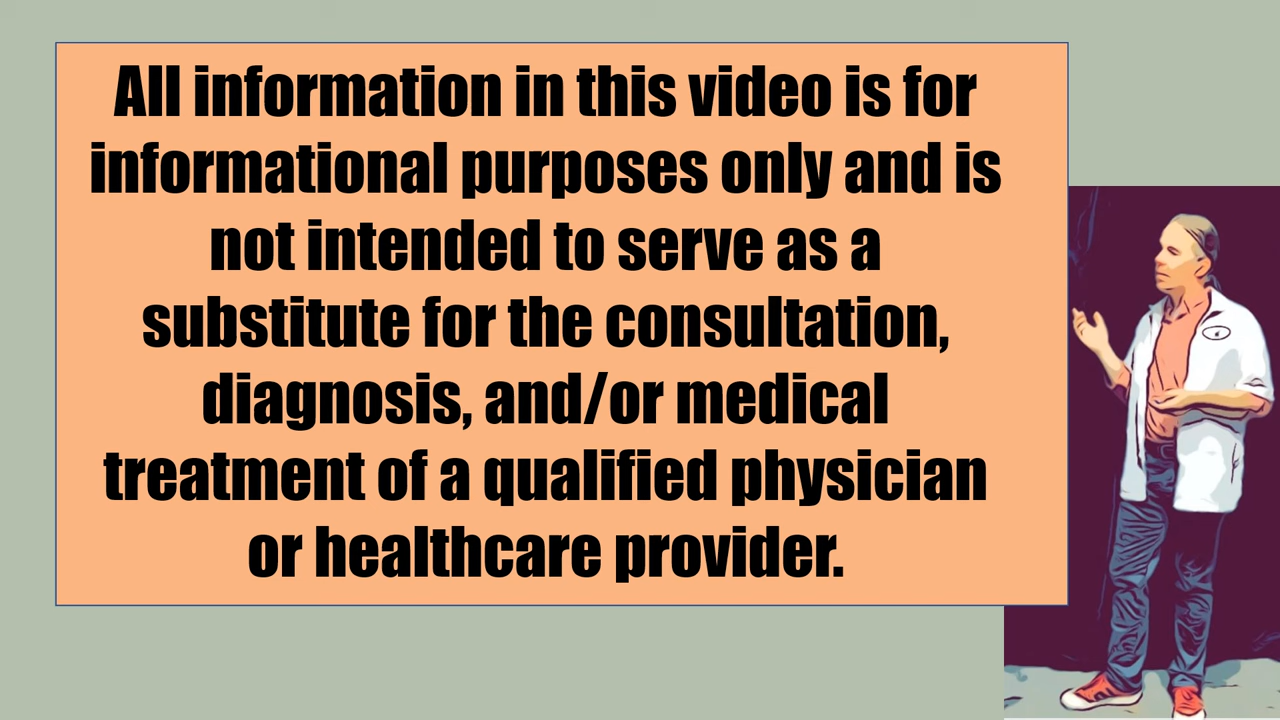 All information in this video is for
informational purposes only and is
not intended to serve as a
substitute for the consultation,
diagnosis, and/or medical
treatment of a qualified physician
or healthcare provider.